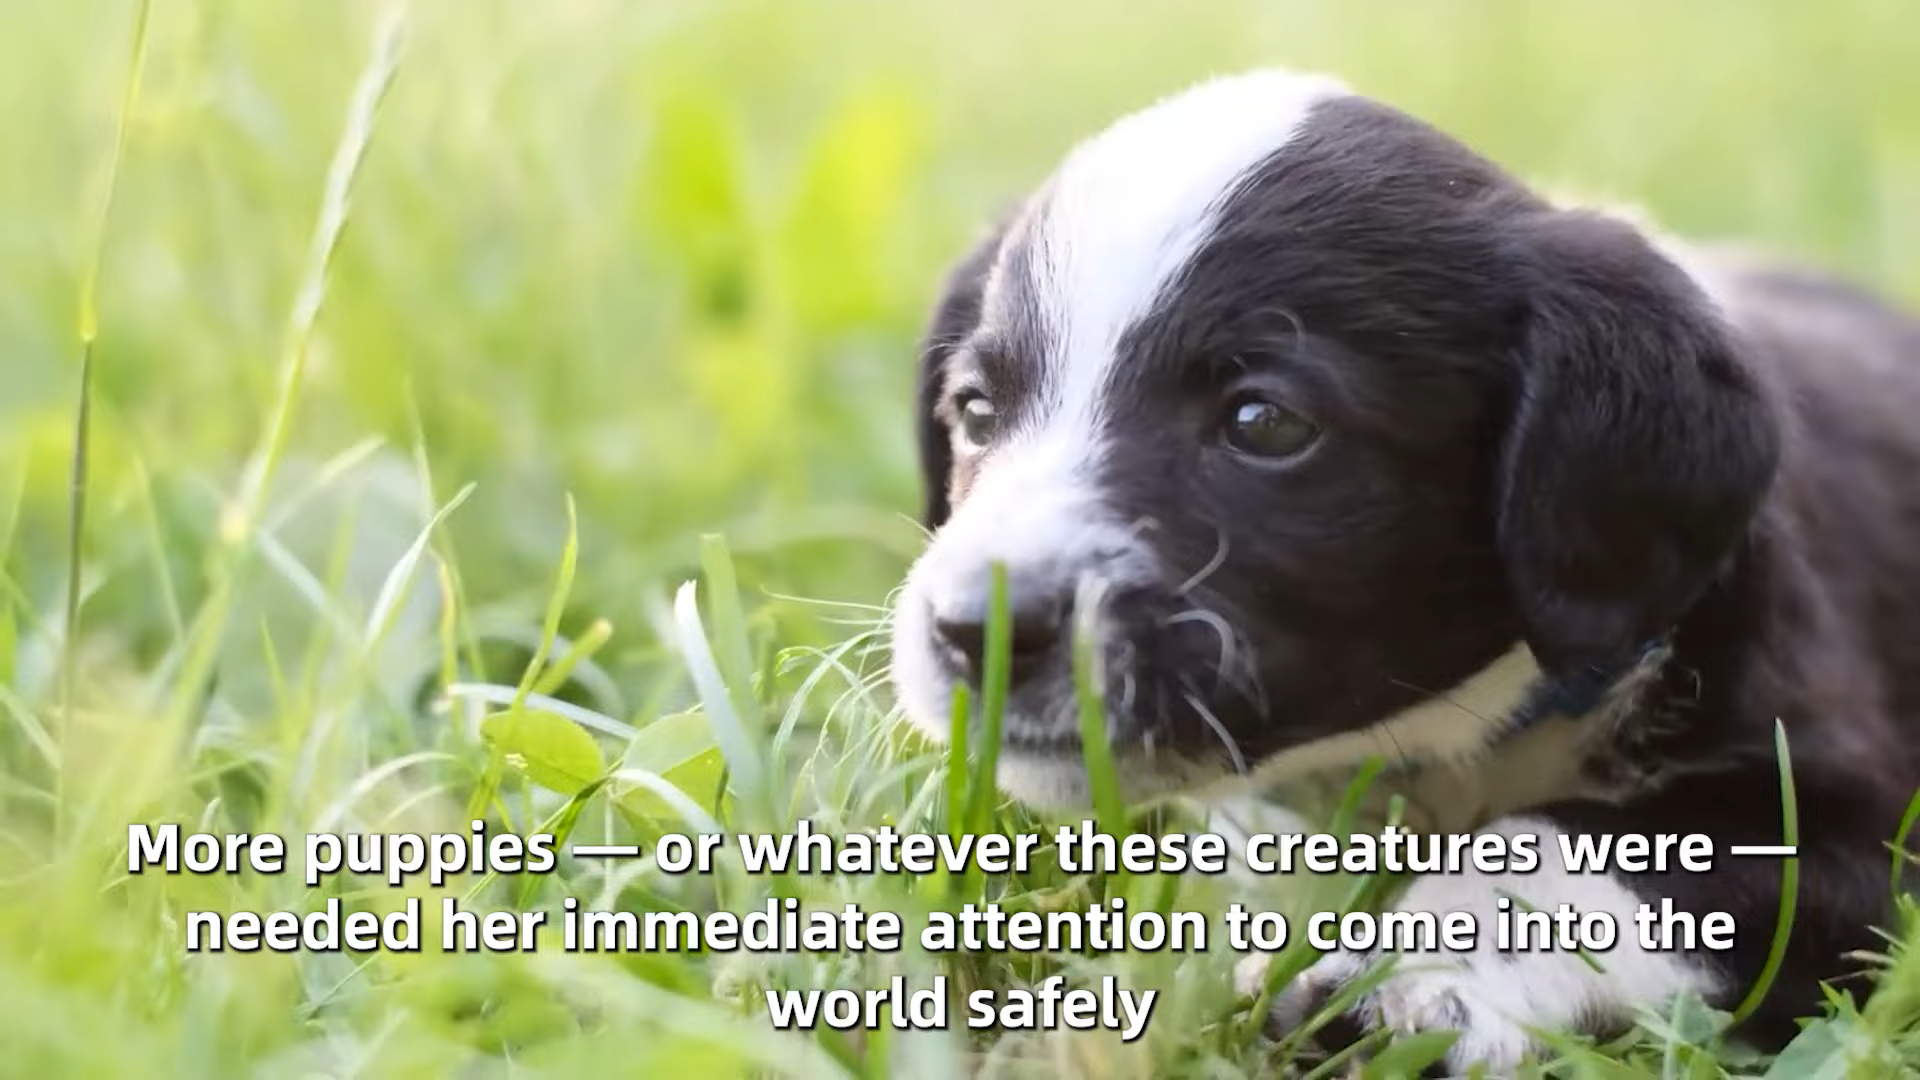 More puppies — or whatever these creatures were —
needed her immediate attention to come into the
world safely